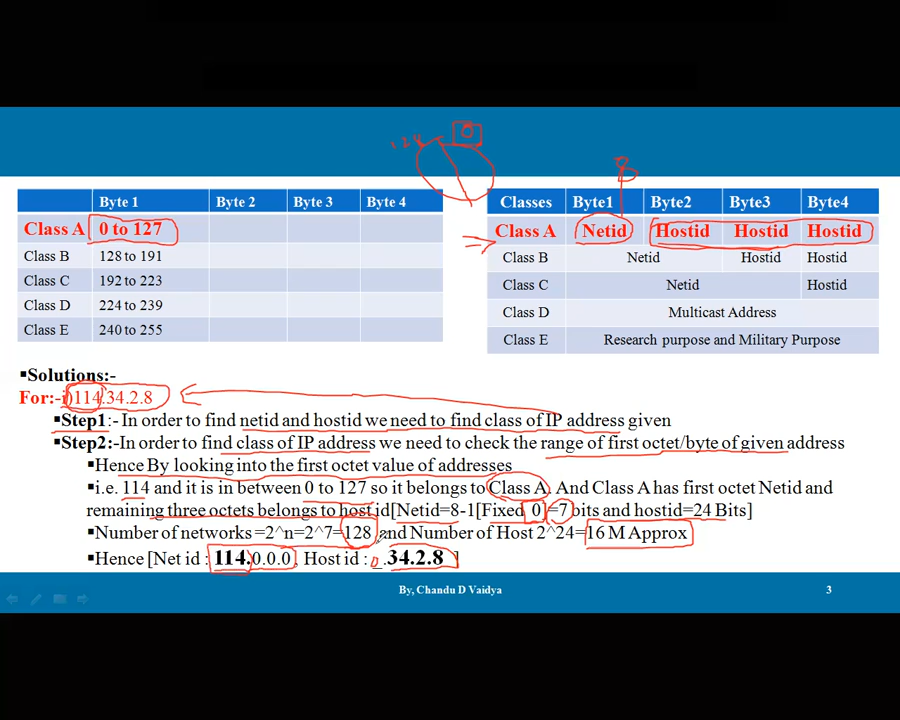 128 0
8
Byte 1 Byte 2 Byte 3 Byte 4
Class A 0 to 127
Class B 128 to 191
Class C 192 to 223
Class D 224 to 239
Class E 240 to 255
Classes Byte1 Byte2 Byte3 Byte4
Class A Netid Hostid Hostid Hostid
Class B Netid Hostid Hostid
Class C Netid Hostid
Class D Multicast Address
Class E Research purpose and Military Purpose
▪Solutions:-
For:-i)114.34.2.8
▪Step1:- In order to find netid and hostid we need to find class of IP address given
▪Step2:-In order to find class of IP address we need to check the range of first octet/byte of given address
▪Hence By looking into the first octet value of addresses
▪i.e. 114 and it is in between 0 to 127 so it belongs to Class A. And Class A has first octet Netid and
remaining three octets belongs to host id[Netid=8-1[Fixed 0]=7 bits and hostid=24 Bits]
▪Number of networks =2^n=2^7=128 and Number of Host 2^24=16 M Approx
▪Hence [Net id : 114.0.0.0, Host id : 0.34.2.8 ]
By, Chandu D Vaidya
3